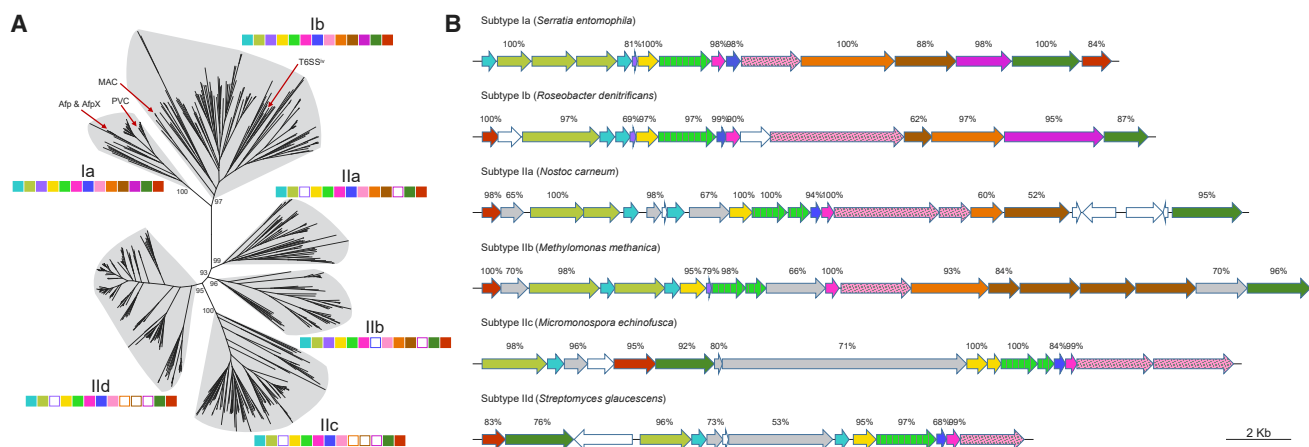 A
Ib
MAC
T6SSⁱᵛ
Afp & AfpX
PVC
Ia
100
97
IIa
99
93
96
95
100
IIb
IId
IIc
B
Subtype Ia (Serratia entomophila)
100% 81% 100% 98% 98% 100% 88% 98% 100% 84%
Subtype Ib (Roseobacter denitrificans)
100% 97% 69% 97% 97% 99% 90% 62% 97% 95% 87%
Subtype IIa (Nostoc carneum)
98% 65% 100% 98% 67% 100% 100% 94% 100% 60% 52% 95%
Subtype IIb (Methylomonas methanica)
100% 70% 98% 95% 79% 98% 66% 100% 93% 84% 70% 96%
Subtype IIc (Micromonospora echinofusca)
98% 96% 95% 92% 80% 71% 100% 100% 84% 99%
Subtype IId (Streptomyces glaucescens)
83% 76% 96% 73% 53% 95% 97% 68% 99%
2 Kb